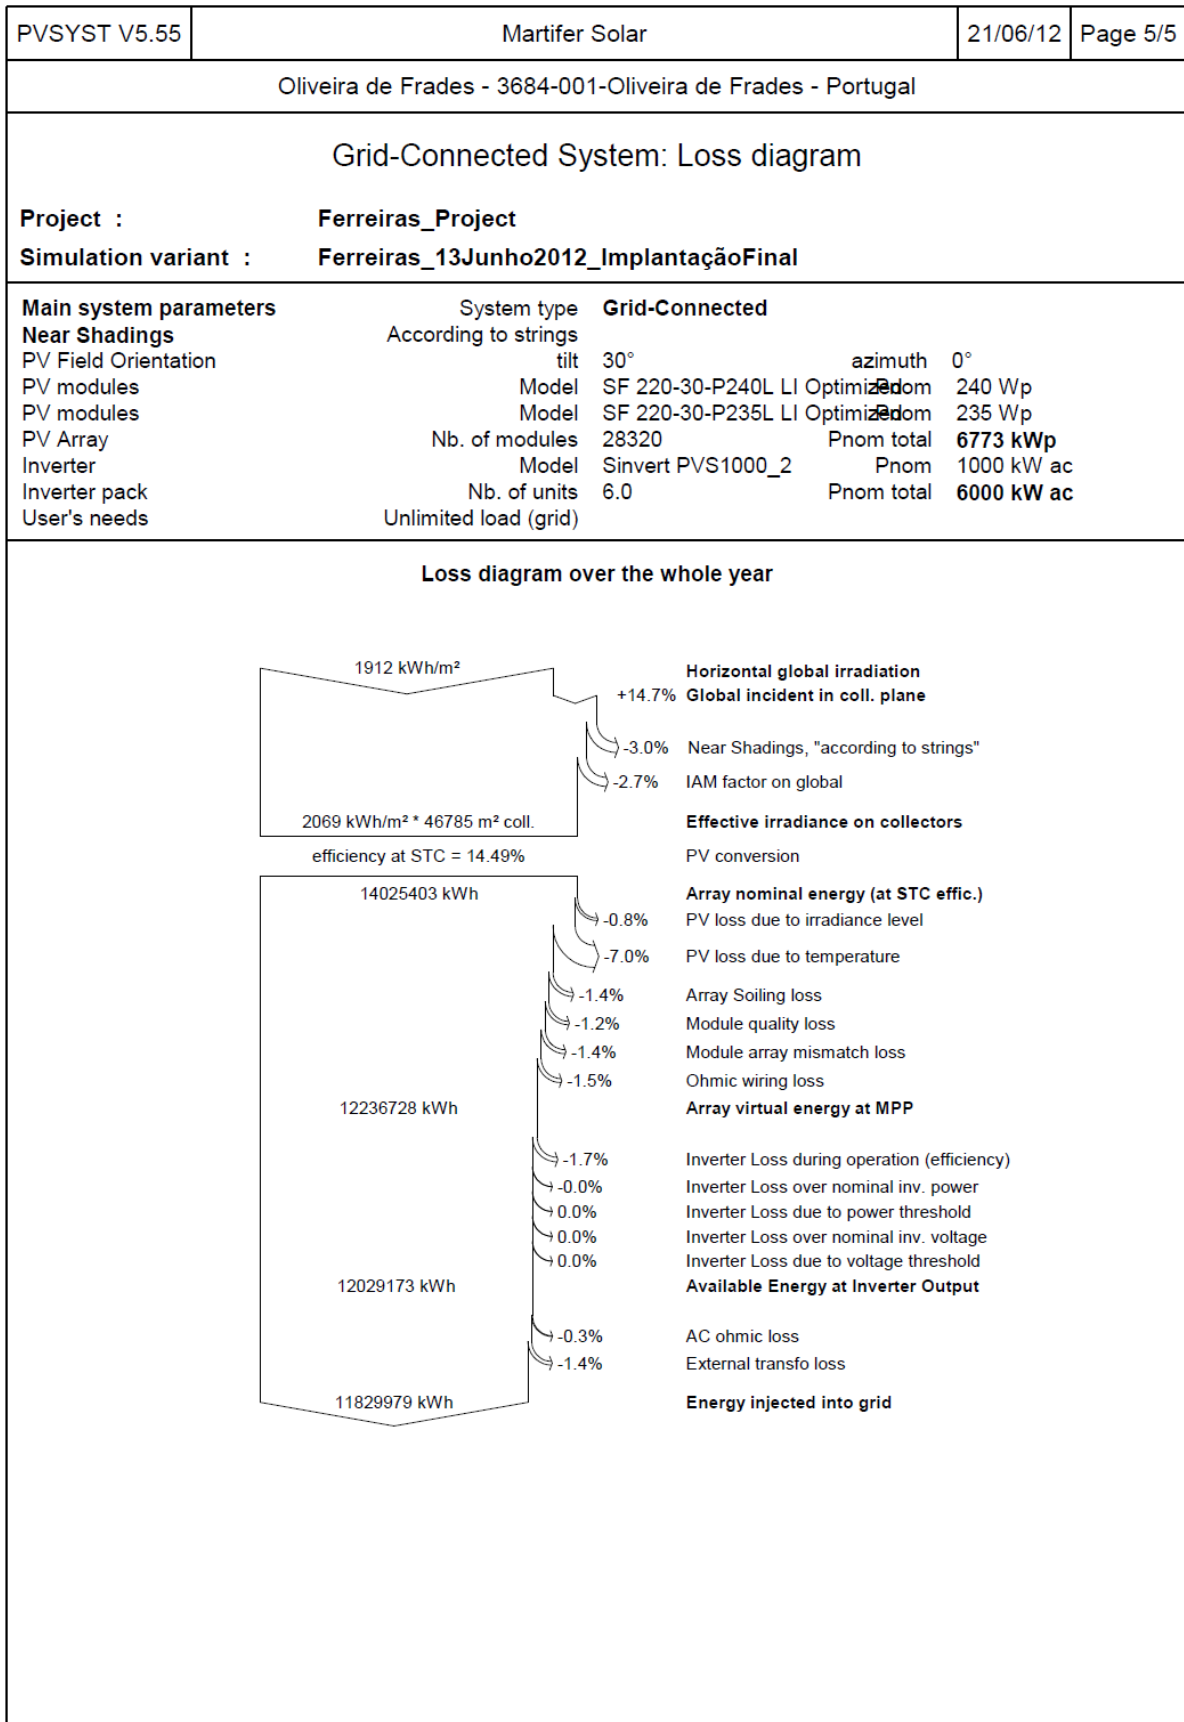 PVSYST V5.55 Martifer Solar 21/06/12 Page 5/5
Oliveira de Frades - 3684-001-Oliveira de Frades - Portugal
Grid-Connected System: Loss diagram
Project : Ferreiras_Project
Simulation variant : Ferreiras_13Junho2012_ImplantaçãoFinal
Main system parameters System type Grid-Connected
Near Shadings According to strings
PV Field Orientation tilt 30° azimuth 0°
PV modules Model SF 220-30-P240L LI Optimized Pnom 240 Wp
PV modules Model SF 220-30-P235L LI Optimized Pnom 235 Wp
PV Array Nb. of modules 28320 Pnom total 6773 kWp
Inverter Model Sinvert PVS1000_2 Pnom 1000 kW ac
Inverter pack Nb. of units 6.0 Pnom total 6000 kW ac
User's needs Unlimited load (grid)
Loss diagram over the whole year
1912 kWh/m² Horizontal global irradiation
+14.7% Global incident in coll. plane
-3.0% Near Shadings, "according to strings"
-2.7% IAM factor on global
2069 kWh/m² * 46785 m² coll. Effective irradiance on collectors
efficiency at STC = 14.49% PV conversion
14025403 kWh Array nominal energy (at STC effic.)
-0.8% PV loss due to irradiance level
-7.0% PV loss due to temperature
-1.4% Array Soiling loss
-1.2% Module quality loss
-1.4% Module array mismatch loss
-1.5% Ohmic wiring loss
12236728 kWh Array virtual energy at MPP
-1.7% Inverter Loss during operation (efficiency)
-0.0% Inverter Loss over nominal inv. power
0.0% Inverter Loss due to power threshold
0.0% Inverter Loss over nominal inv. voltage
0.0% Inverter Loss due to voltage threshold
12029173 kWh Available Energy at Inverter Output
-0.3% AC ohmic loss
-1.4% External transfo loss
11829979 kWh Energy injected into grid